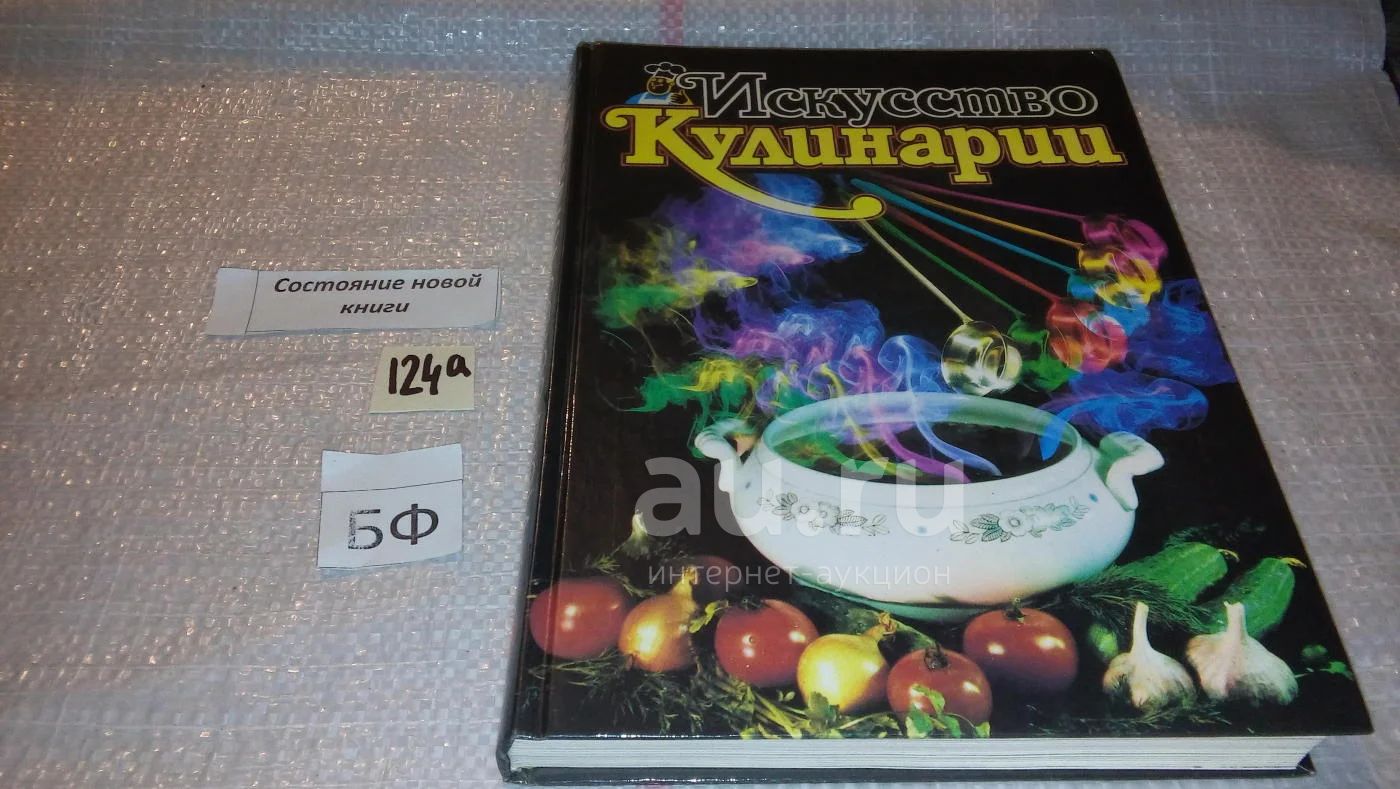 Искусство
Кулинарии
Состояние новой
книги
124а
БФ
au.ru
интернет-аукцион